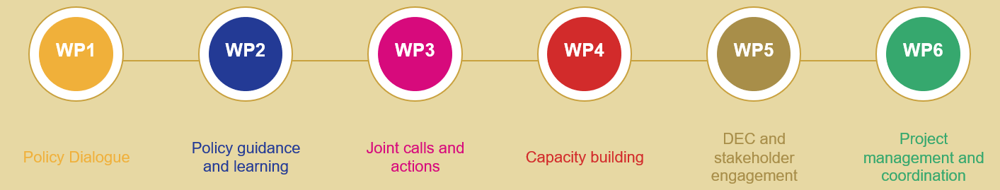 WP1
WP2
WP3
WP4
WP5
WP6
Policy Dialogue
Policy guidance
and learning
Joint calls and
actions
Capacity building
DEC and
stakeholder
engagement
Project
management and
coordination